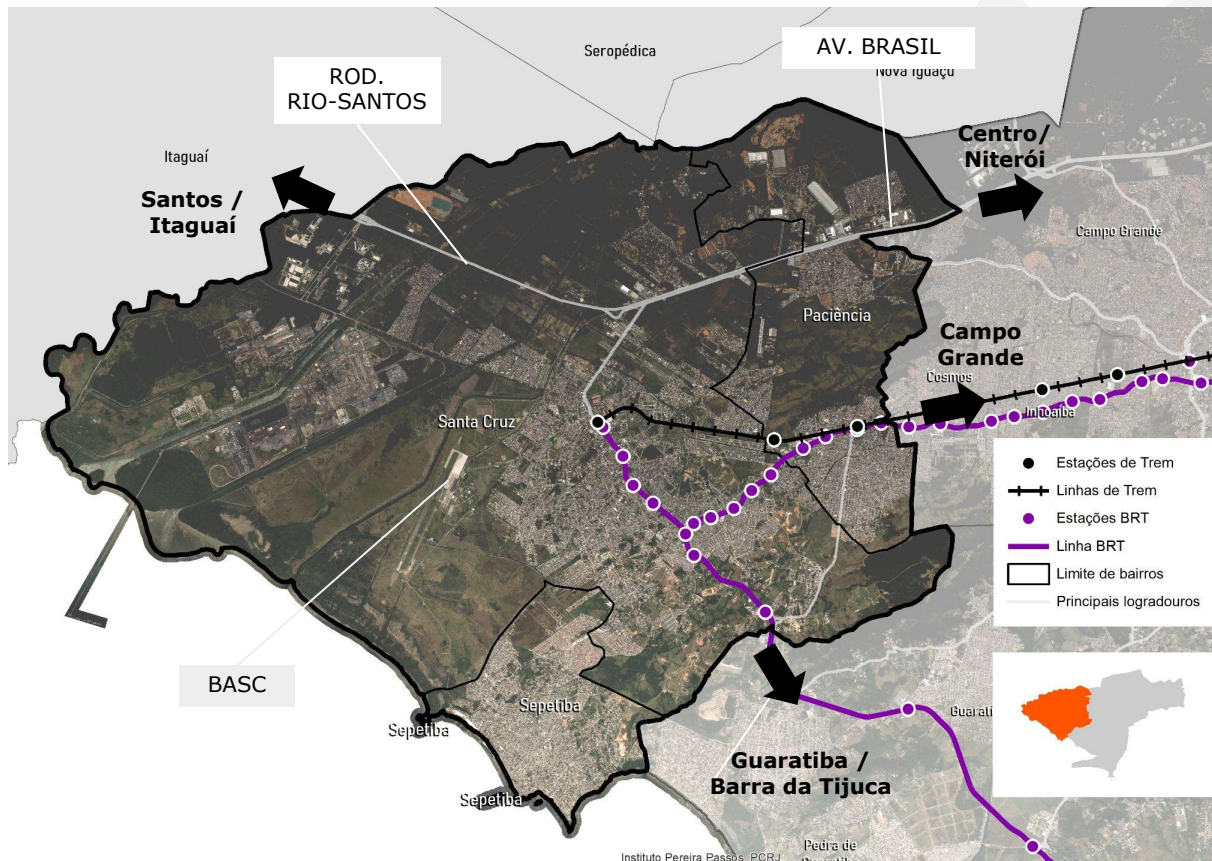 Seropédica
AV. BRASIL
Nova Iguaçu
ROD.
RIO-SANTOS
Centro/
Niterói
Itaguaí
Santos /
Itaguaí
Campo Grande
Paciência
Campo
Grande
Cosmos
Inhoaíba
Santa Cruz
Estações de Trem
Linhas de Trem
Estações BRT
Linha BRT
Limite de bairros
Principais logradouros
BASC
Sepetiba
Sepetiba
Sepetiba
Guaratiba /
Barra da Tijuca
Pedra de
Guaratiba
Instituto Pereira Passos, PCRJ